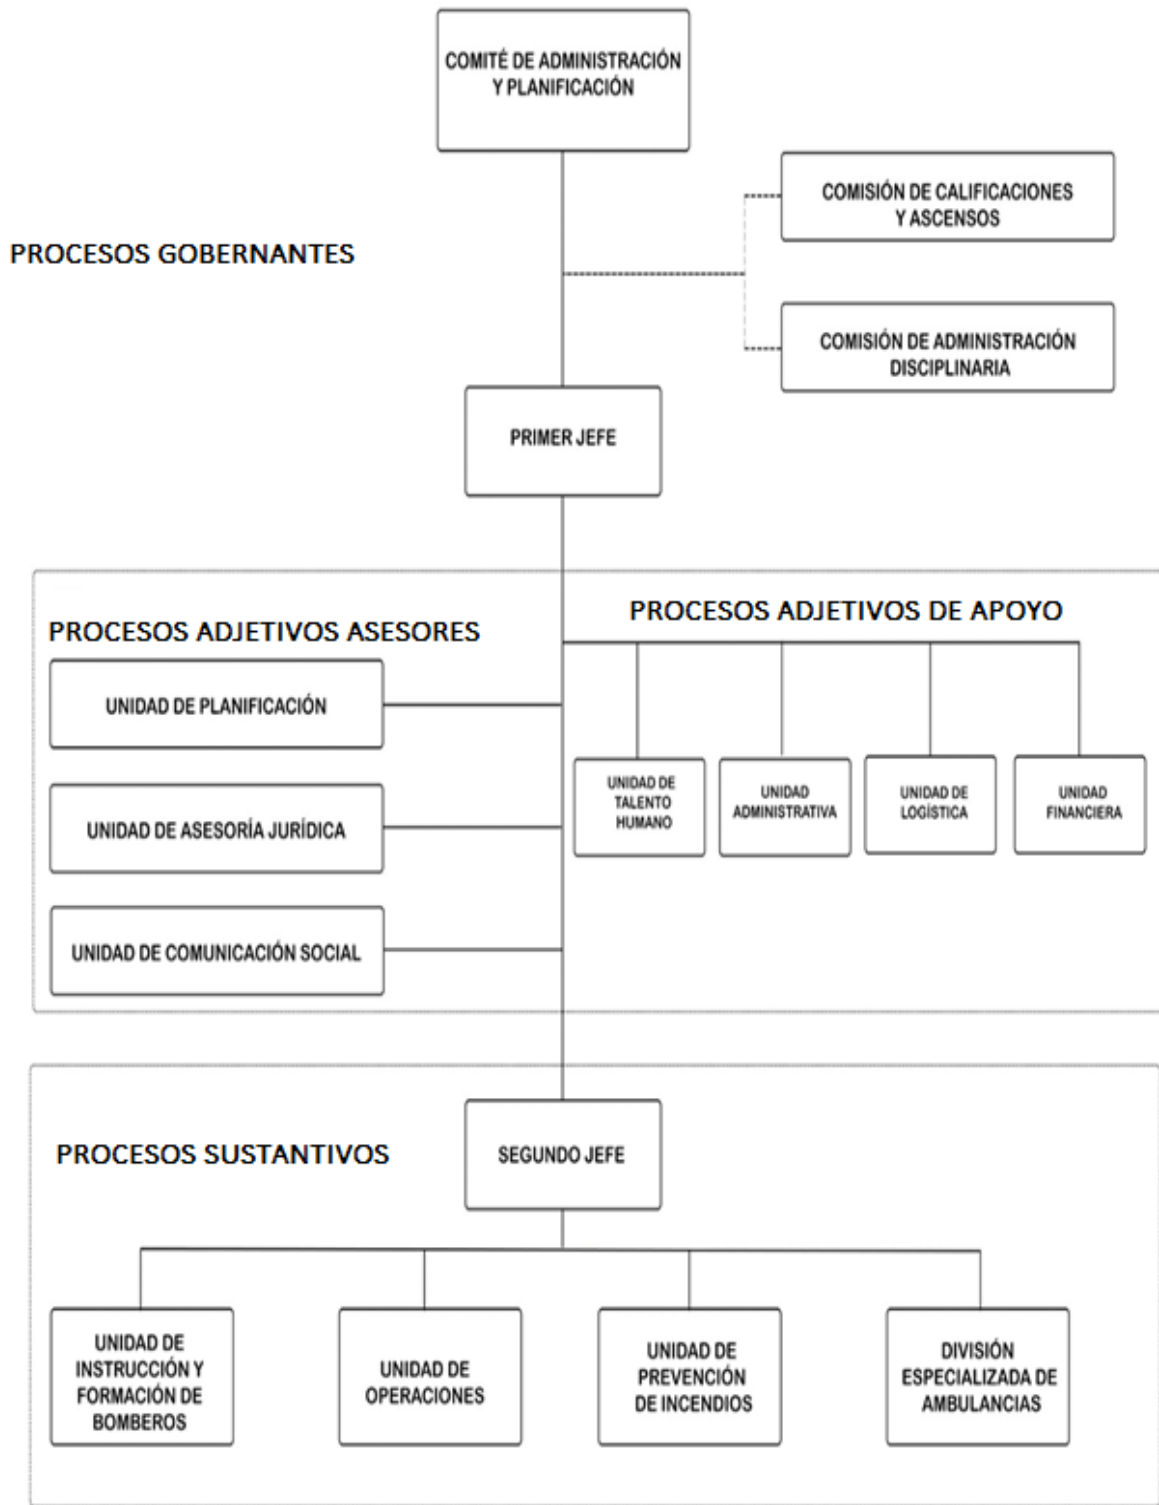 COMITÉ DE ADMINISTRACIÓN
Y PLANIFICACIÓN
COMISIÓN DE CALIFICACIONES
Y ASCENSOS
PROCESOS GOBERNANTES
COMISIÓN DE ADMINISTRACIÓN
DISCIPLINARIA
PRIMER JEFE
PROCESOS ADJETIVOS ASESORES
PROCESOS ADJETIVOS DE APOYO
UNIDAD DE PLANIFICACIÓN
UNIDAD DE ASESORÍA JURÍDICA
UNIDAD DE COMUNICACIÓN SOCIAL
UNIDAD DE
TALENTO
HUMANO
UNIDAD
ADMINISTRATIVA
UNIDAD DE
LOGÍSTICA
UNIDAD
FINANCIERA
PROCESOS SUSTANTIVOS
SEGUNDO JEFE
UNIDAD DE
INSTRUCCIÓN Y
FORMACIÓN DE
BOMBEROS
UNIDAD DE
OPERACIONES
UNIDAD DE
PREVENCIÓN
DE INCENDIOS
DIVISIÓN
ESPECIALIZADA DE
AMBULANCIAS